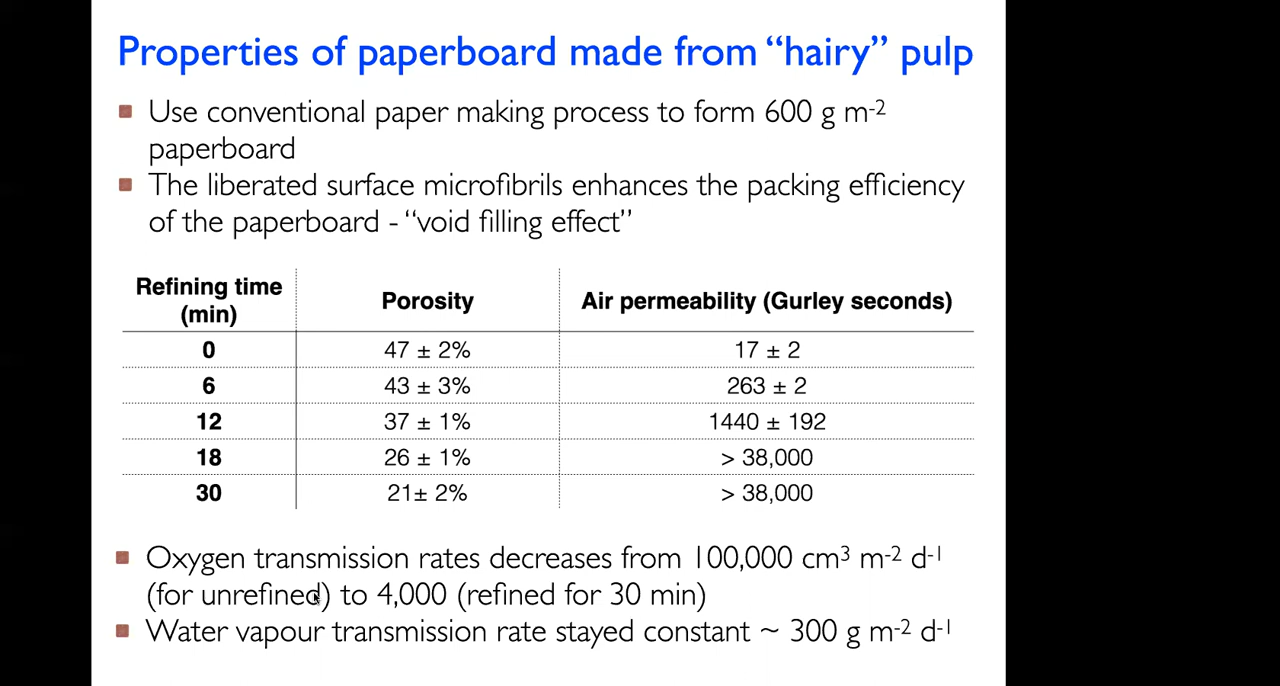 Properties of paperboard made from “hairy” pulp
Use conventional paper making process to form 600 g m-2
paperboard
The liberated surface microfibrils enhances the packing efficiency
of the paperboard - “void filling effect”
Refining time (min) Porosity Air permeability (Gurley seconds)
0 47 ± 2% 17 ± 2
6 43 ± 3% 263 ± 2
12 37 ± 1% 1440 ± 192
18 26 ± 1% > 38,000
30 21± 2% > 38,000
Oxygen transmission rates decreases from 100,000 cm3 m-2 d-1
(for unrefined) to 4,000 (refined for 30 min)
Water vapour transmission rate stayed constant ~ 300 g m-2 d-1